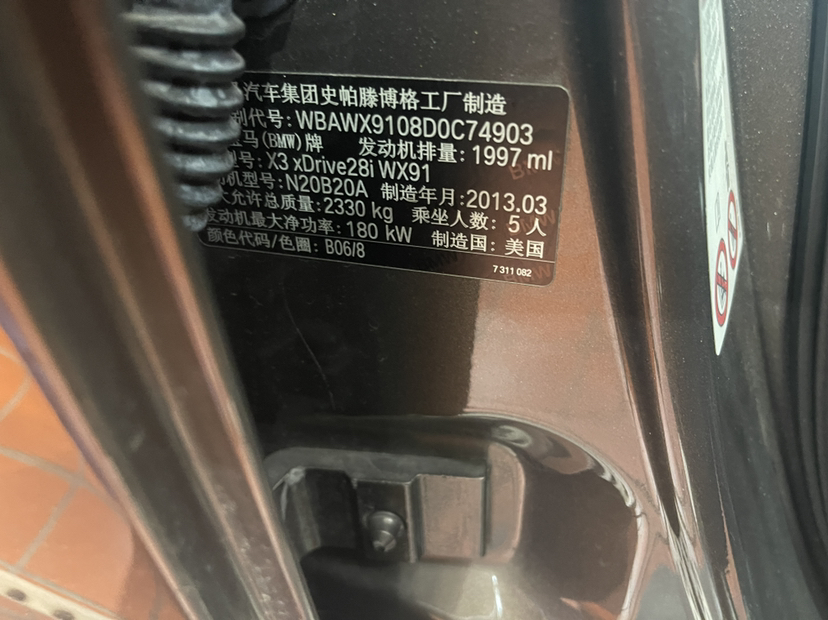 汽车集团史帕滕博格工厂制造
别代号: WBAWX9108D0C74903
宝马(BMW)牌 发动机排量: 1997 ml
型号: X3 xDrive28i WX91
机型号: N20B20A 制造年月: 2013.03
大允许总质量: 2330 kg 乘坐人数: 5 人
发动机最大净功率: 180 kW 制造国: 美国
颜色代码/色圈: B06/8
7 311 082